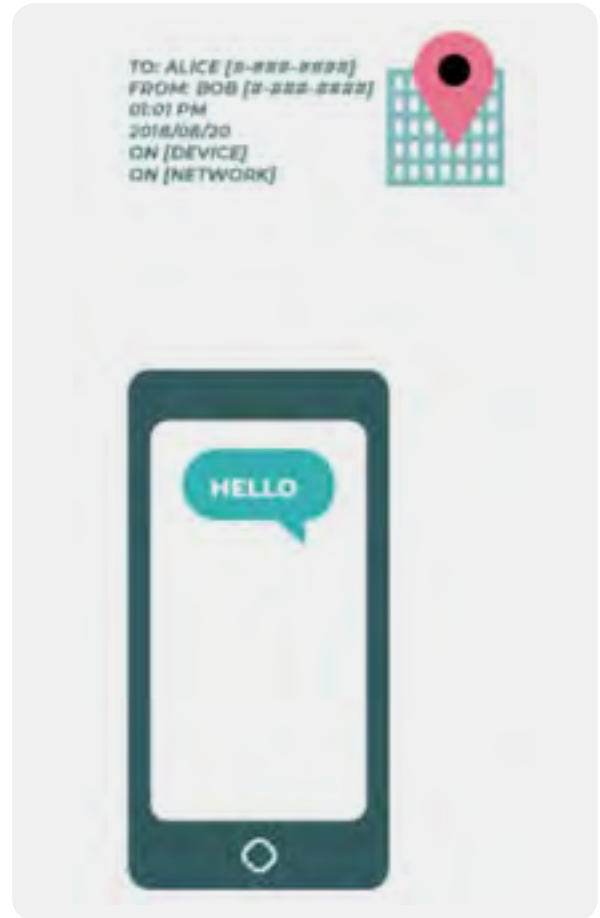 TO: ALICE [#-###-####]
FROM: BOB [#-###-####]
01:01 PM
2018/08/20
ON [DEVICE]
ON [NETWORK]
HELLO